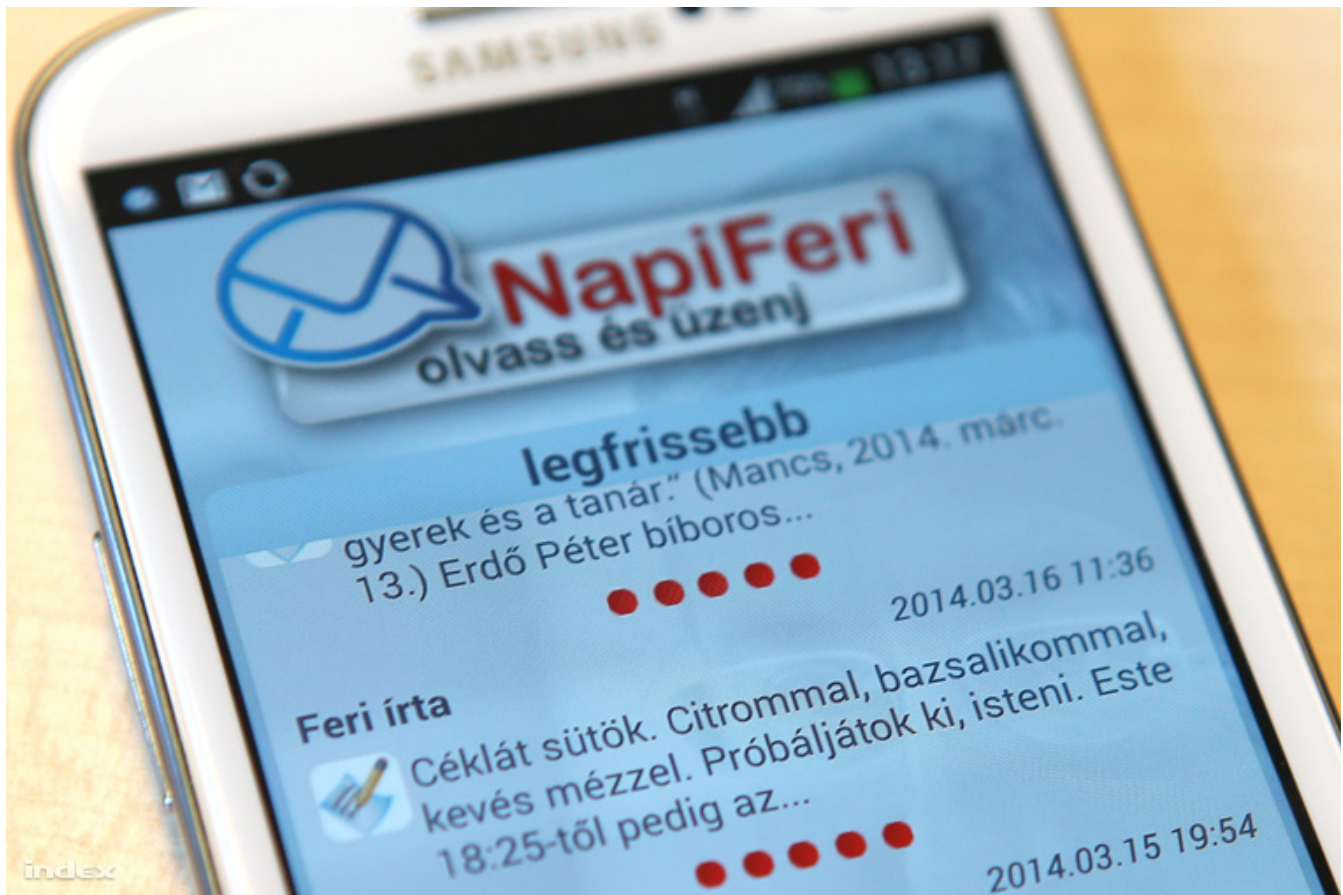 SAMSUNG
NapiFeri
olvass és üzenj
legfrissebb
gyerek és a tanár." (Mancs, 2014. márc.
13.) Erdő Péter bíboros...
2014.03.16 11:36
Feri írta
Céklát sütök. Citrommal, bazsalikommal,
kevés mézzel. Próbáljátok ki, isteni. Este
18:25-től pedig az...
2014.03.15 19:54
index